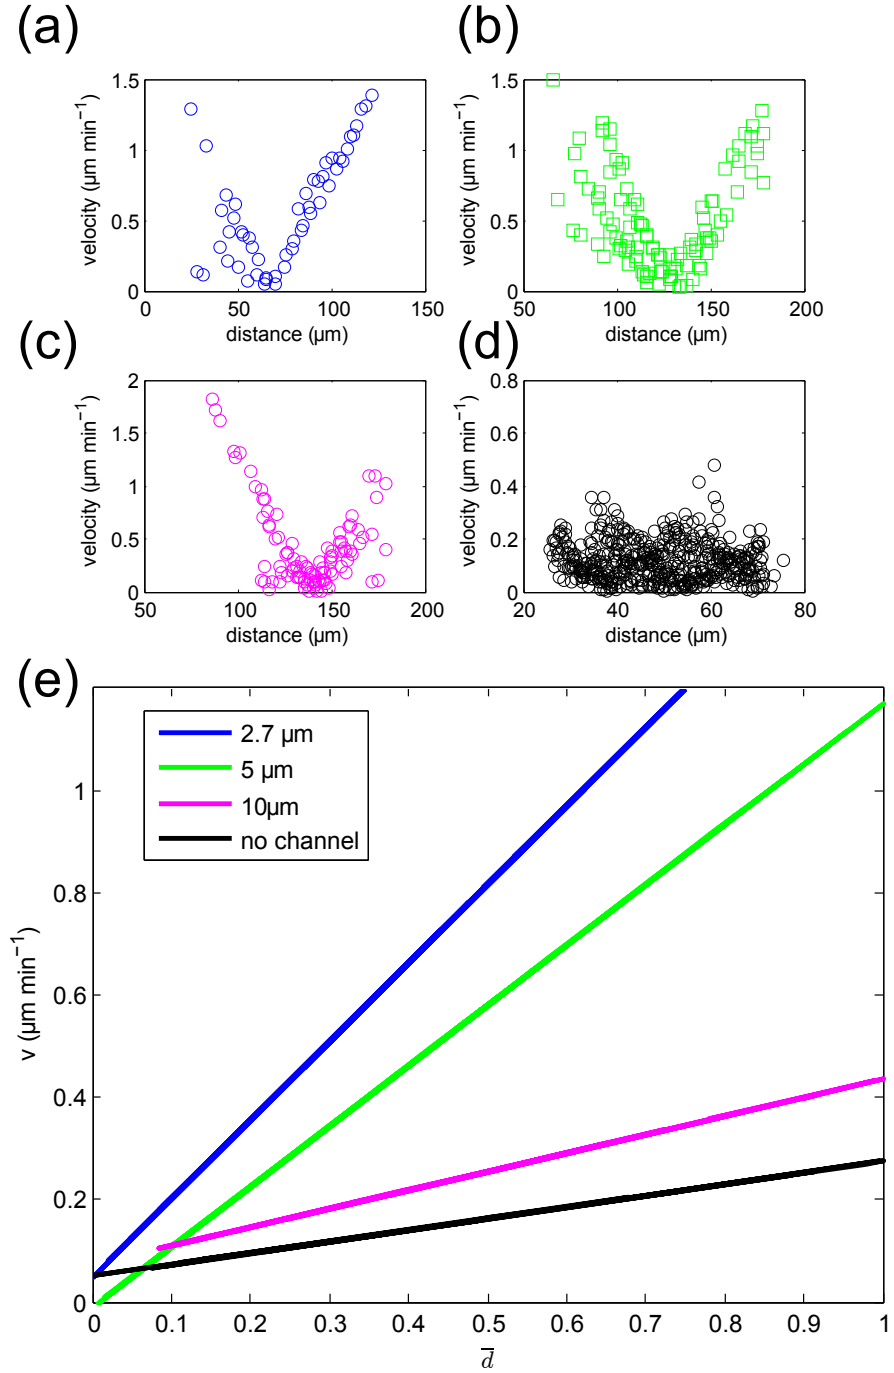 (a)
(b)
velocity (µm min⁻¹)
1.5
1
0.5
0
0
50
100
150
distance (µm)
velocity (µm min⁻¹)
1.5
1
0.5
0
50
100
150
200
distance (µm)
(c)
(d)
velocity (µm min⁻¹)
2
1.5
1
0.5
0
50
100
150
200
distance (µm)
velocity (µm min⁻¹)
0.8
0.6
0.4
0.2
0
20
40
60
80
distance (µm)
(e)
2.7 µm
5 µm
10µm
no channel
v (µm min⁻¹)
1
0.8
0.6
0.4
0.2
0
0 0.1 0.2 0.3 0.4 0.5 0.6 0.7 0.8 0.9 1
d̅